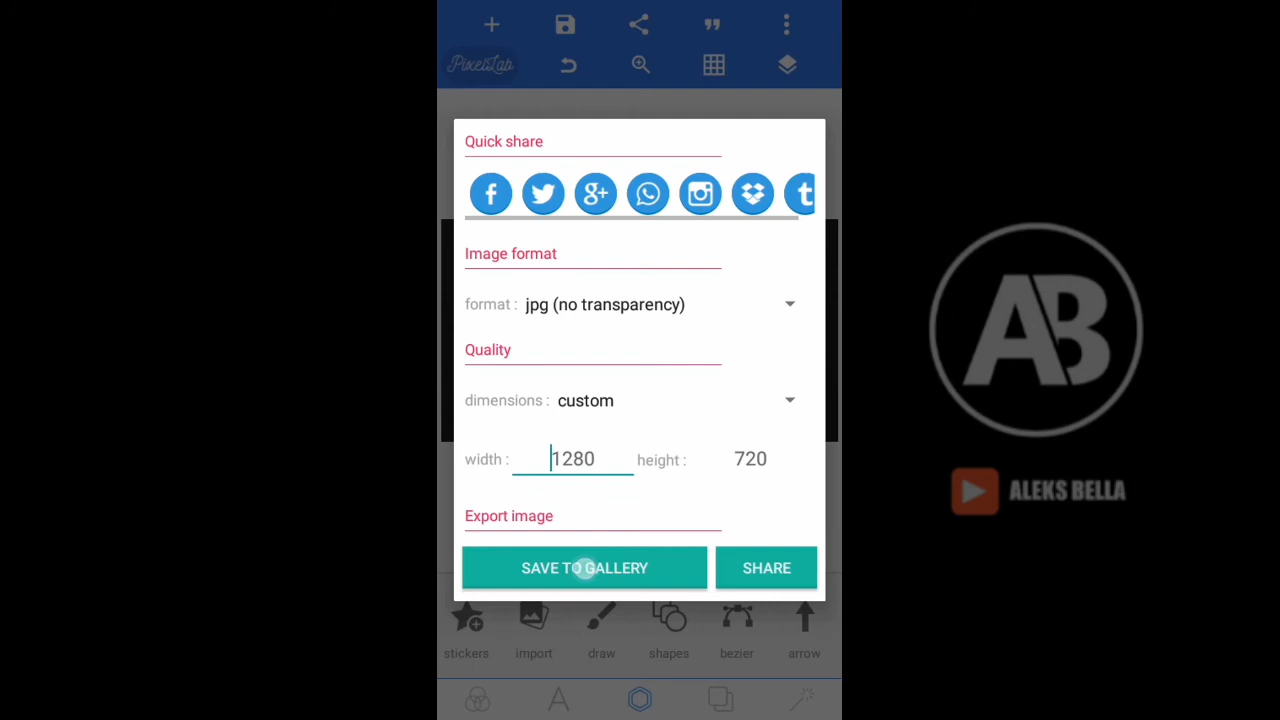 PixelLab
Quick share
Image format
format : jpg (no transparency)
Quality
dimensions : custom
width : 1280 height : 720
Export image
SAVE TO GALLERY SHARE
stickers import draw shapes bezier arrow
AB
ALEKS BELLA